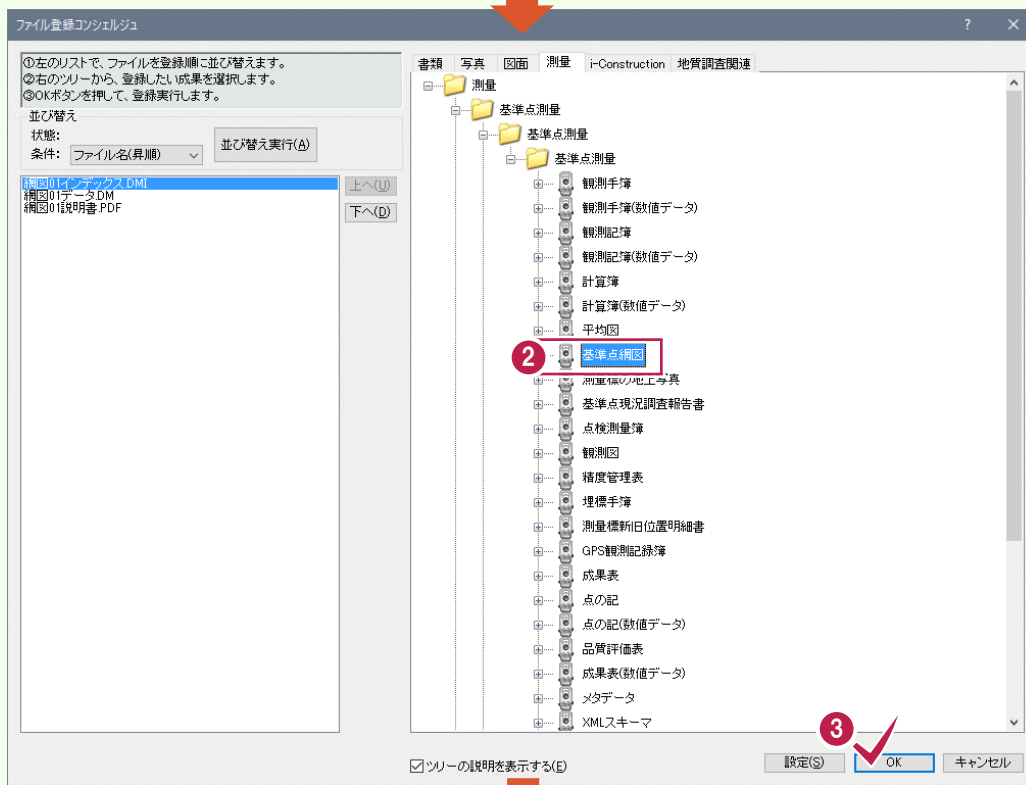 ファイル登録コンシェルジュ
①左のリストで、ファイルを登録順に並び替えます。
②右のツリーから、登録したい成果を選択します。
③OKボタンを押して、登録実行します。
並び替え
状態:
条件: ファイル名(昇順)
並び替え実行(A)
網図01インデックス.DMI
網図01データ.DM
網図01説明書.PDF
上へ(U)
下へ(D)
書類 写真 図面 測量 i-Construction 地質調査関連
測量
基準点測量
基準点測量
基準点測量
観測手簿
観測手簿(数値データ)
観測記簿
観測記簿(数値データ)
計算簿
計算簿(数値データ)
平均図
2 基準点網図
測量標の地上写真
基準点現況調査報告書
点検測量簿
観測図
精度管理表
埋標手簿
測量標新旧位置明細書
GPS観測記録簿
成果表
点の記
点の記(数値データ)
品質評価表
成果表(数値データ)
メタデータ
XMLスキーマ
3
ツリーの説明を表示する(E)
設定(S) OK キャンセル